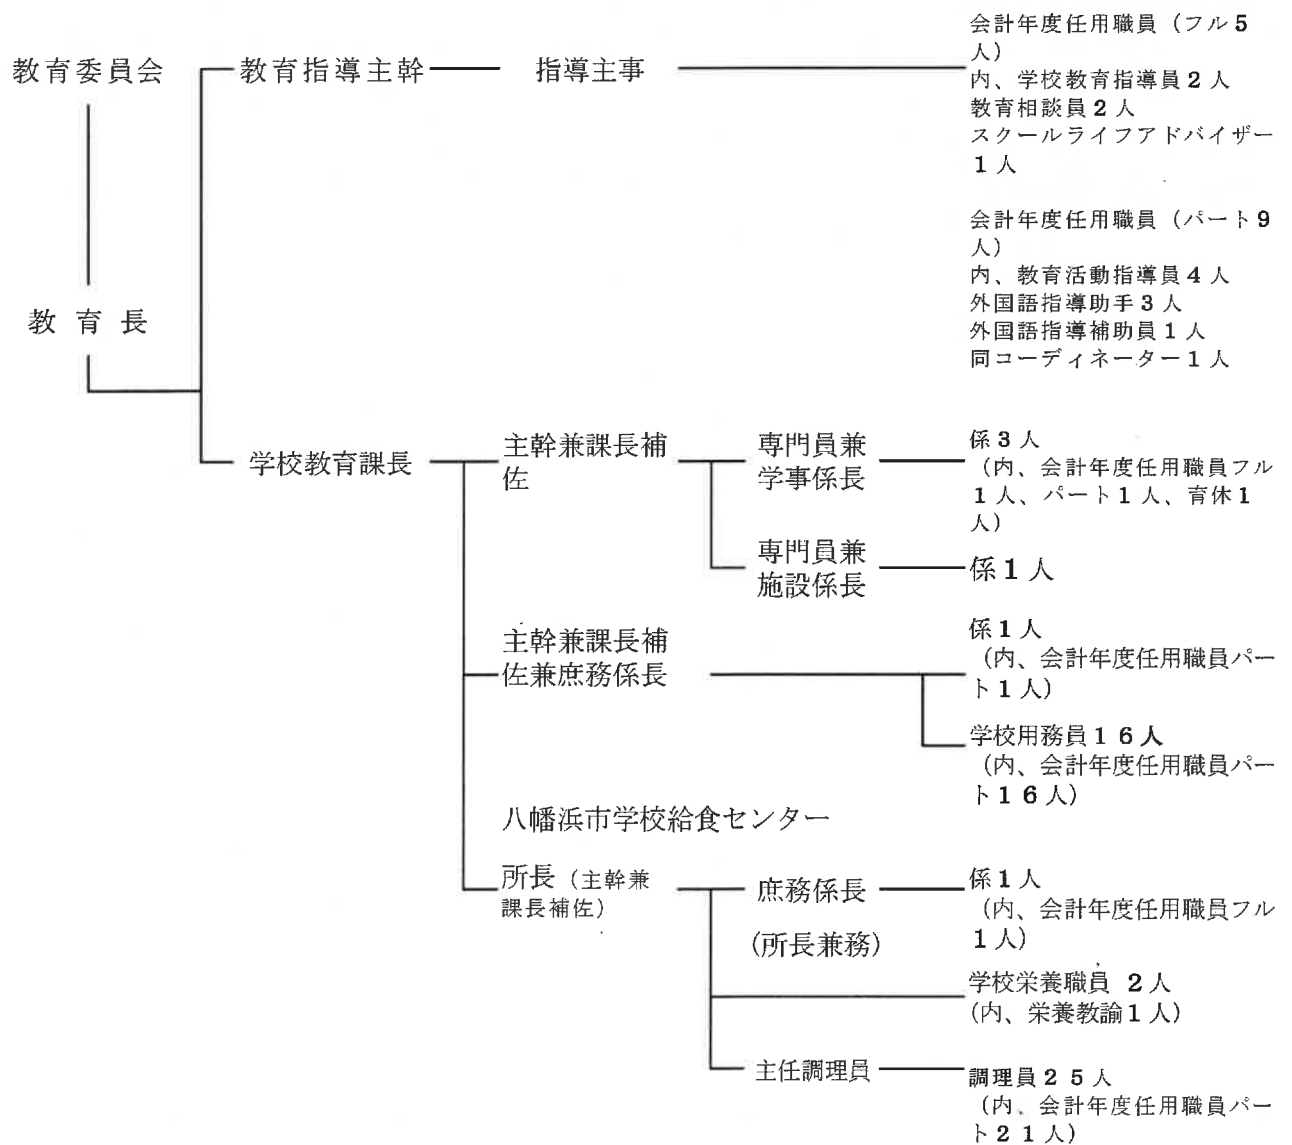 教育委員会
教育長
教育指導主幹
指導主事
会計年度任用職員（フル5
人）
内、学校教育指導員2人
教育相談員2人
スクールライフアドバイザー
1人
会計年度任用職員（パート9
人）
内、教育活動指導員4人
外国語指導助手3人
外国語指導補助員1人
同コーディネーター1人
学校教育課長
主幹兼課長補
佐
専門員兼
学事係長
係3人
（内、会計年度任用職員フル
1人、パート1人、育休1
人）
専門員兼
施設係長
係1人
主幹兼課長補
佐兼庶務係長
係1人
（内、会計年度任用職員パー
ト1人）
学校用務員16人
（内、会計年度任用職員パー
ト16人）
八幡浜市学校給食センター
所長（主幹兼
課長補佐）
庶務係長
（所長兼務）
係1人
（内、会計年度任用職員フル
1人）
学校栄養職員 2人
(内、栄養教諭1人）
主任調理員
調理員25人
（内、会計年度任用職員パー
ト21人）